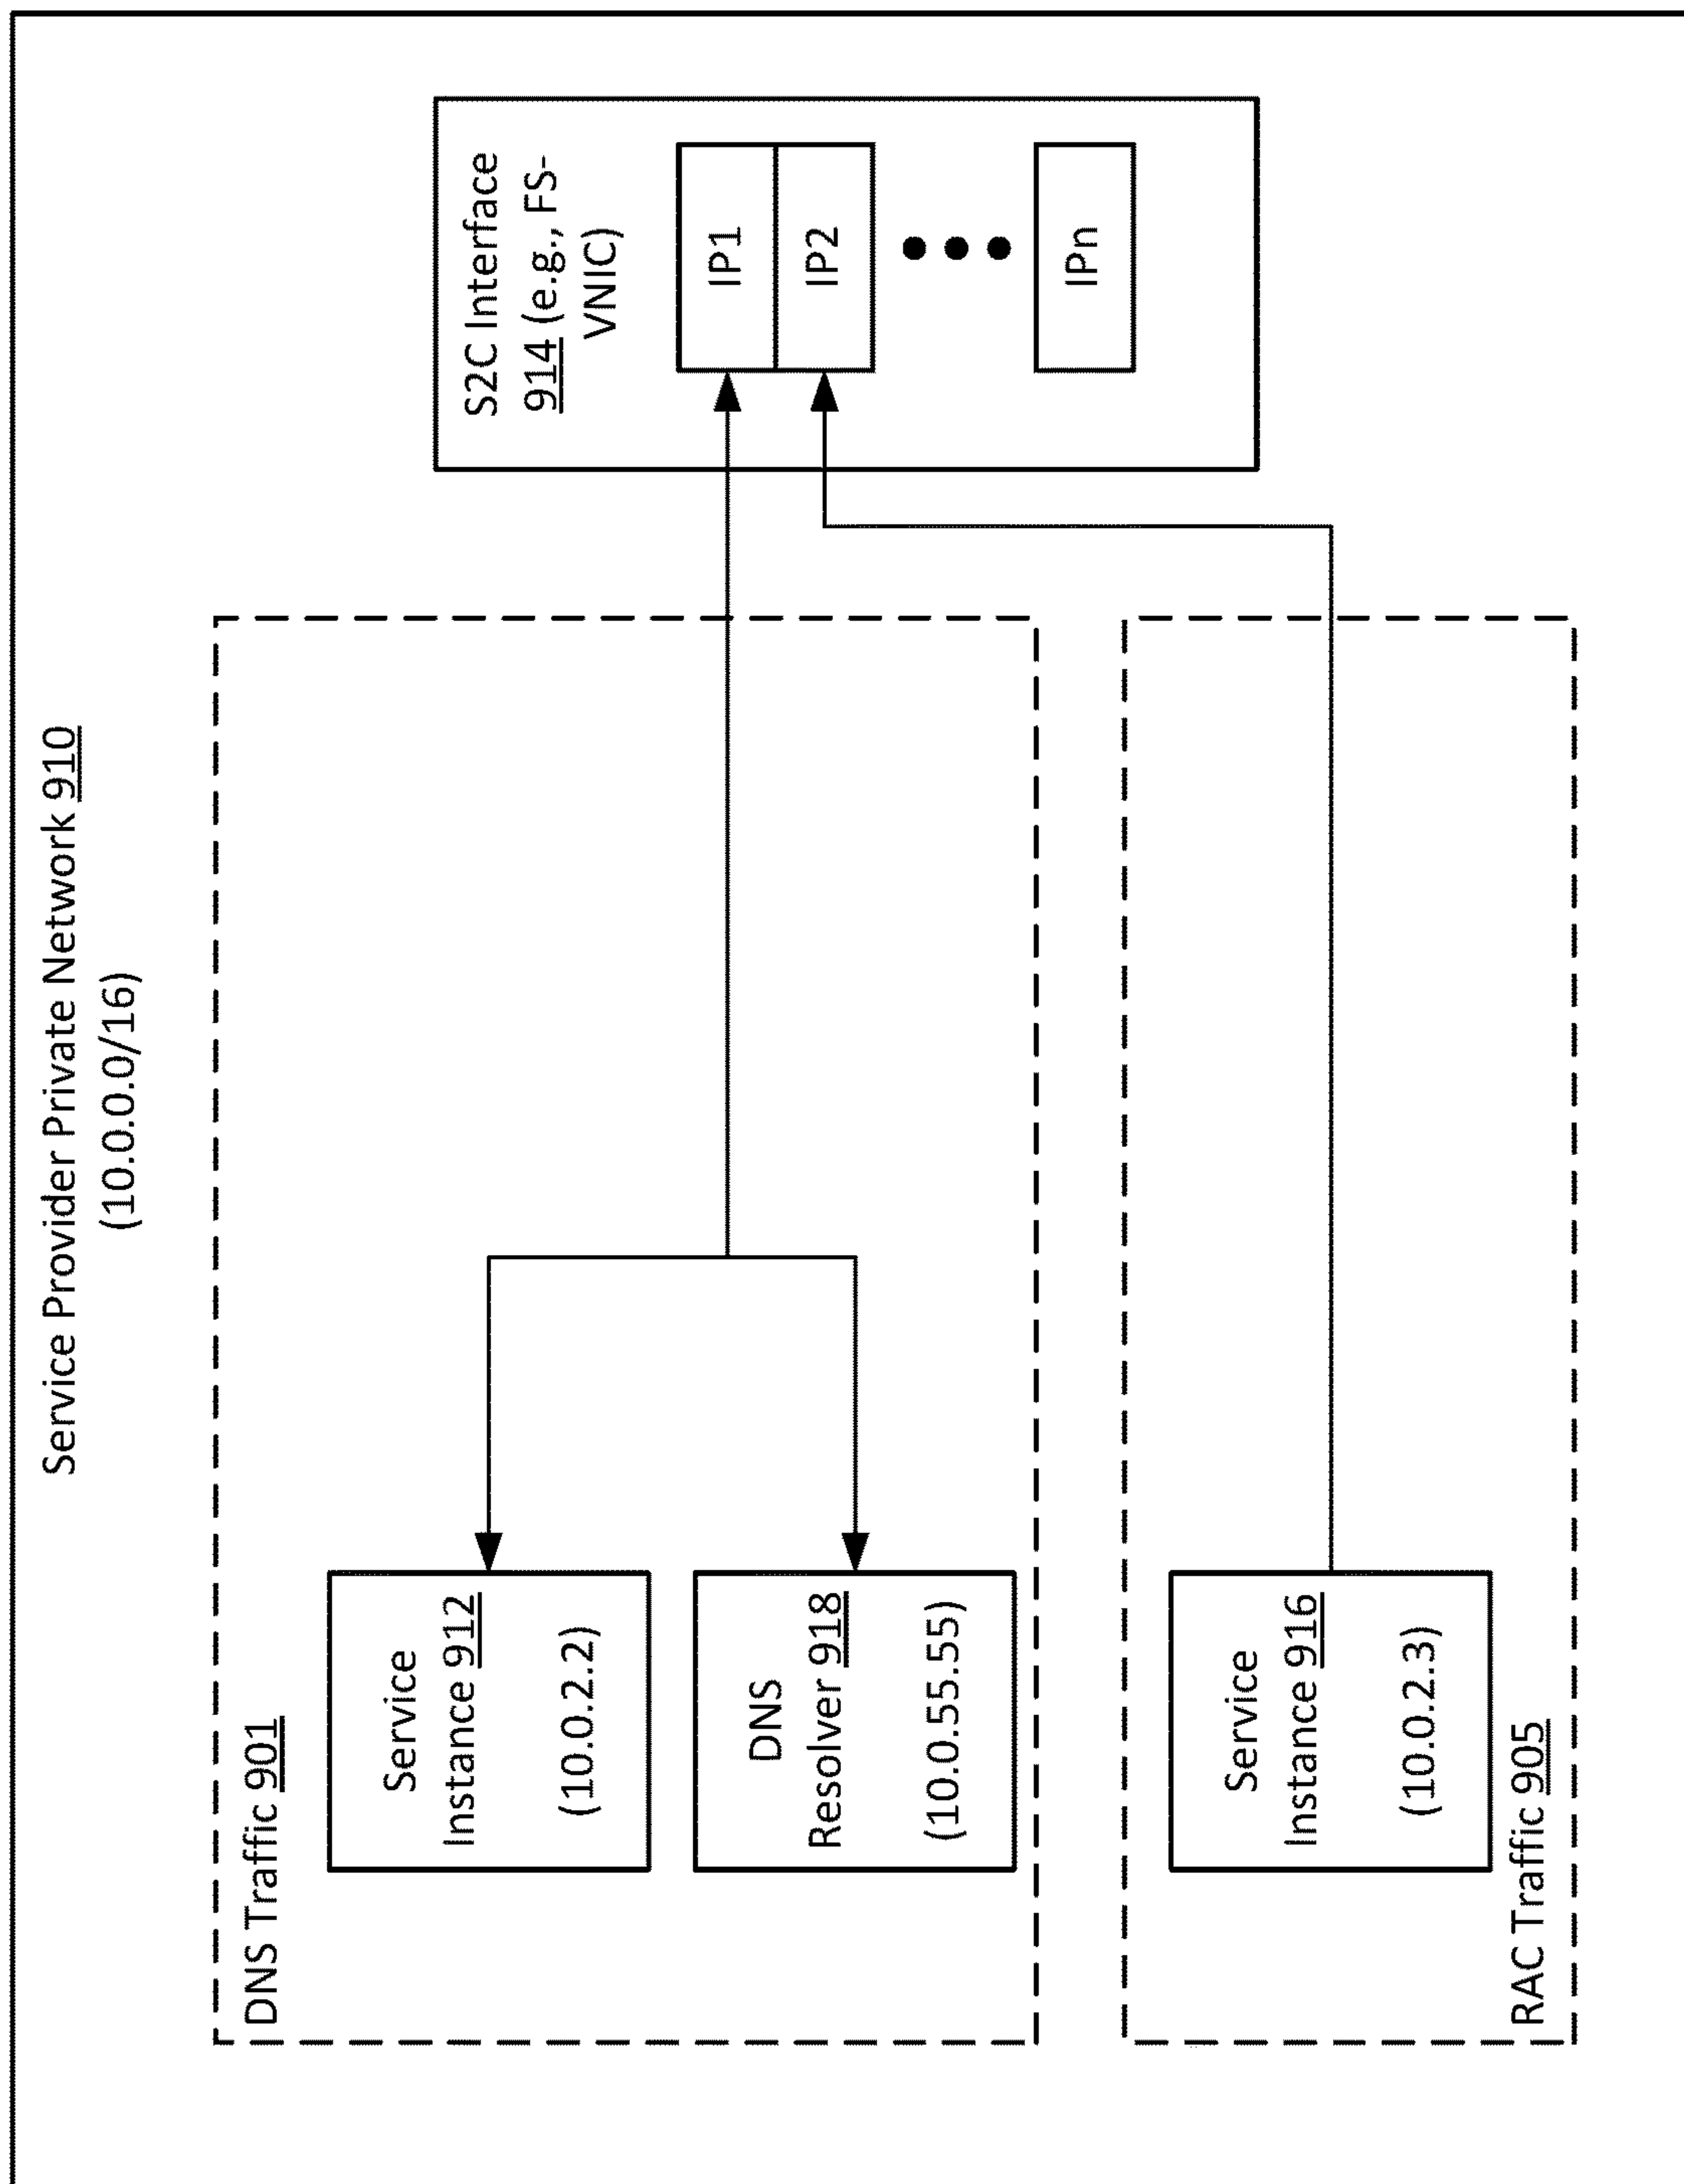 Service Provider Private Network 910
(10.0.0.0/16)
DNS Traffic 901
Service
Instance 912
(10.0.2.2)
DNS
Resolver 918
(10.0.55.55)
Service
Instance 916
(10.0.2.3)
RAC Traffic 905
S2C Interface
914 (e.g., FS-
VNIC)
IP1
IP2
IPn